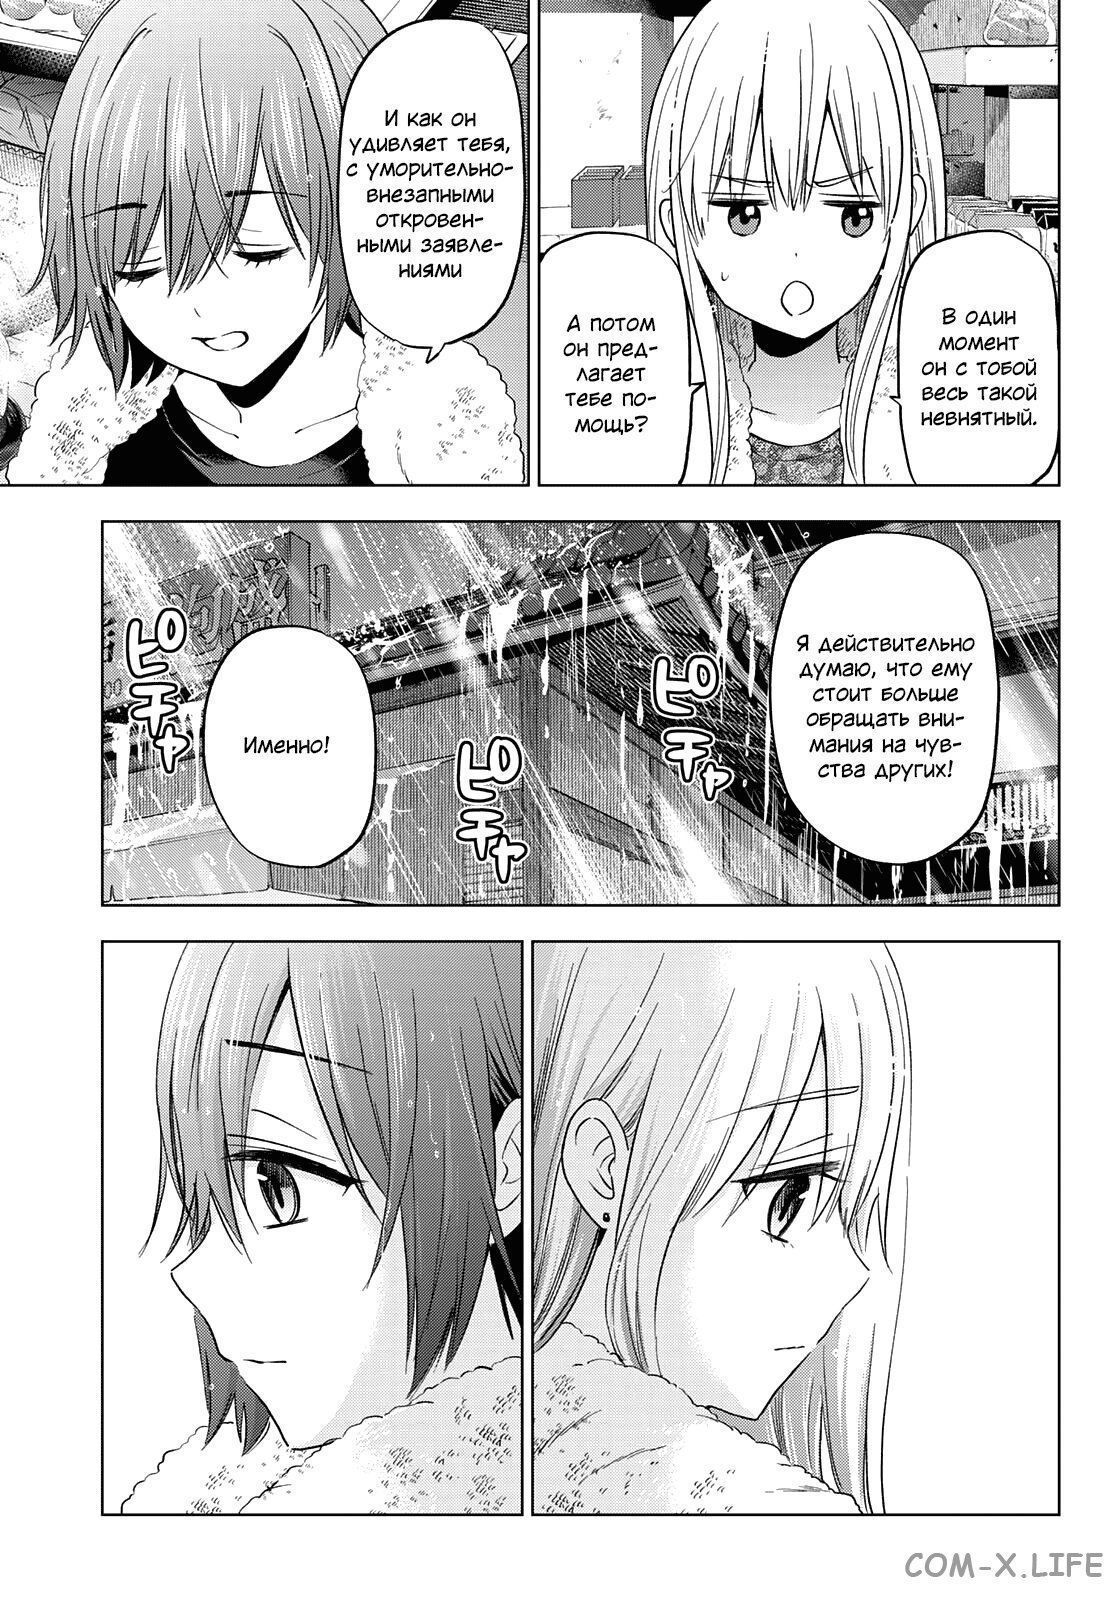 В один
момент
он с тобой
весь такой
невнятный.
А потом
он пред-
лагает
тебе по-
мощь?
И как он
удивляет тебя,
с уморительно-
внезапными
откровен-
ными заявле-
ниями
Я действительно
думаю, что ему
стоит больше
обращать вни-
мания на чув-
ства других!
ピチャ
ピチャ
Именно!
ピチャ
COM-X.LIFE